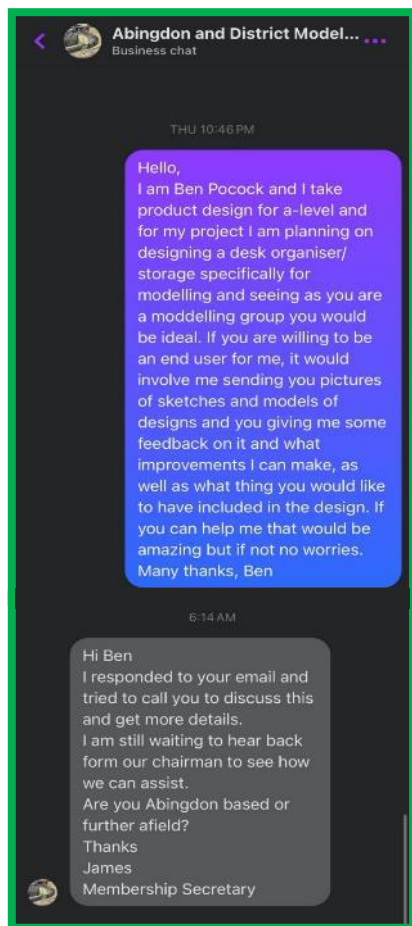 Abingdon and District Model...
Business chat
THU 10:46 PM
Hello,
I am Ben Pocock and I take
product design for a-level and
for my project I am planning on
designing a desk organiser/
storage specifically for
modelling and seeing as you are
a moddelling group you would
be ideal. If you are willing to be
an end user for me, it would
involve me sending you pictures
of sketches and models of
designs and you giving me some
feedback on it and what
improvements I can make, as
well as what thing you would like
to have included in the design. If
you can help me that would be
amazing but if not no worries.
Many thanks, Ben
6:14 AM
Hi Ben
I responded to your email and
tried to call you to discuss this
and get more details.
I am still waiting to hear back
form our chairman to see how
we can assist.
Are you Abingdon based or
further afield?
Thanks
James
Membership Secretary